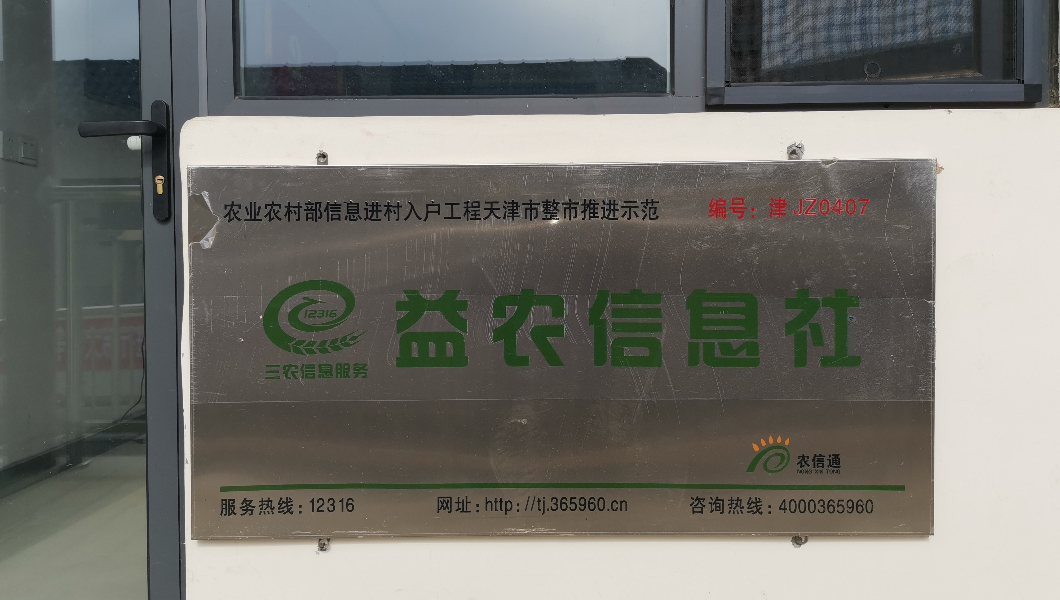 农业农村部信息进村入户工程天津市整市推进示范 编号：津 JZ0407
12316
益农信息社
三农信息服务
农信通
NONG XIN TONG
服务热线：12316 网址：http：//tj.365960.cn 咨询热线：4000365960